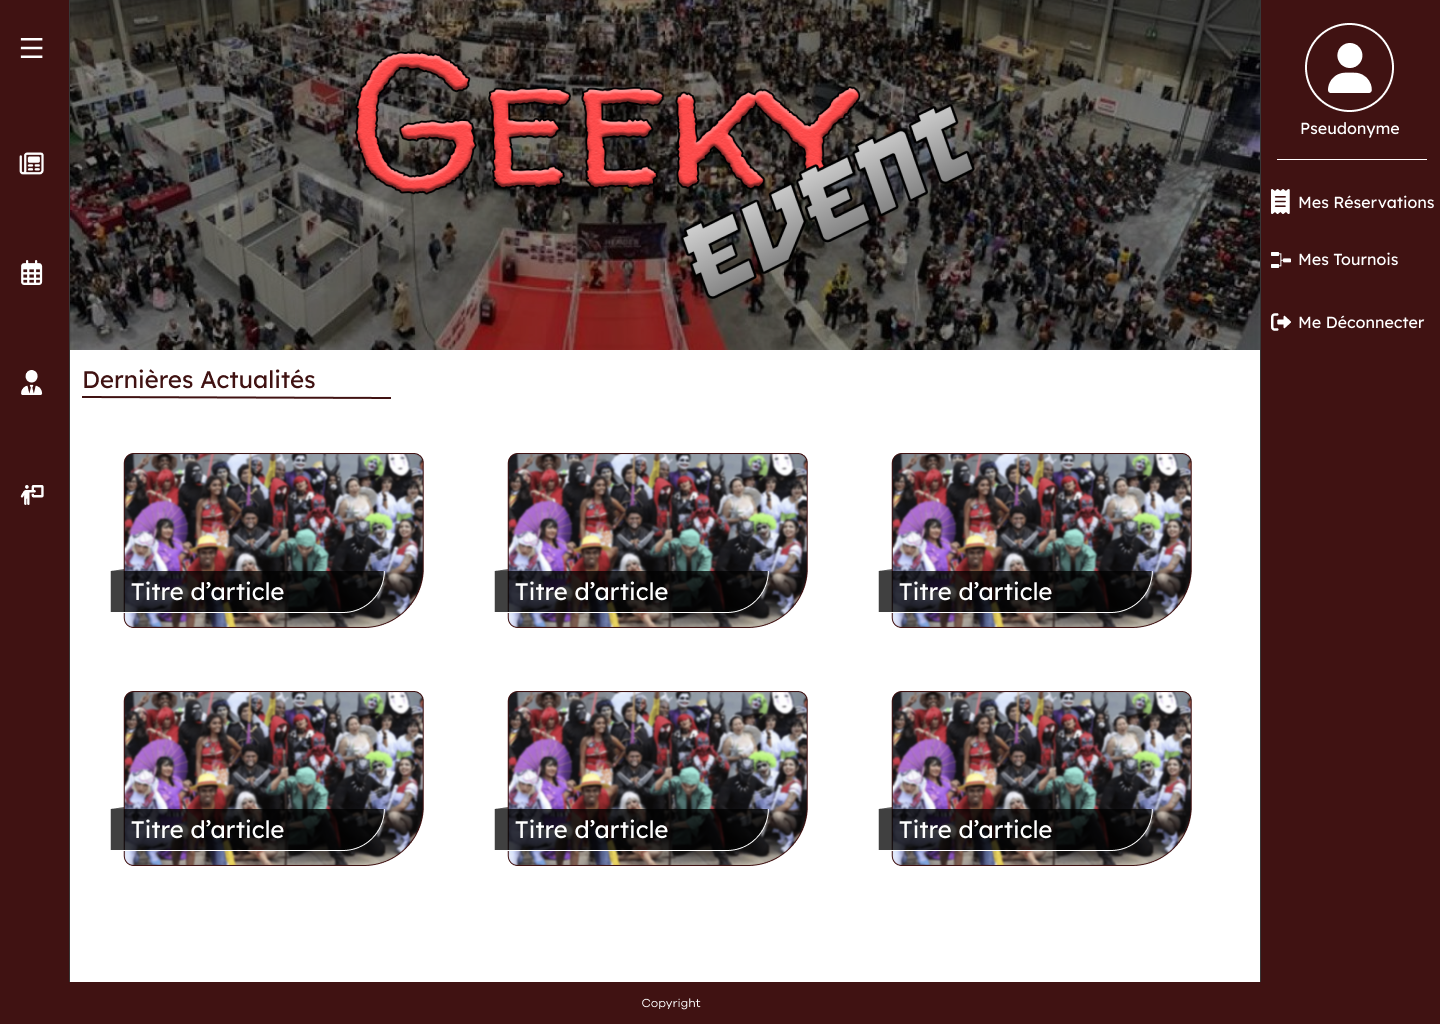 GEEKY
EVENT
Pseudonyme
Mes Réservations
Mes Tournois
Me Déconnecter
Dernières Actualités
Titre d’article
Titre d’article
Titre d’article
Titre d’article
Titre d’article
Titre d’article
Copyright